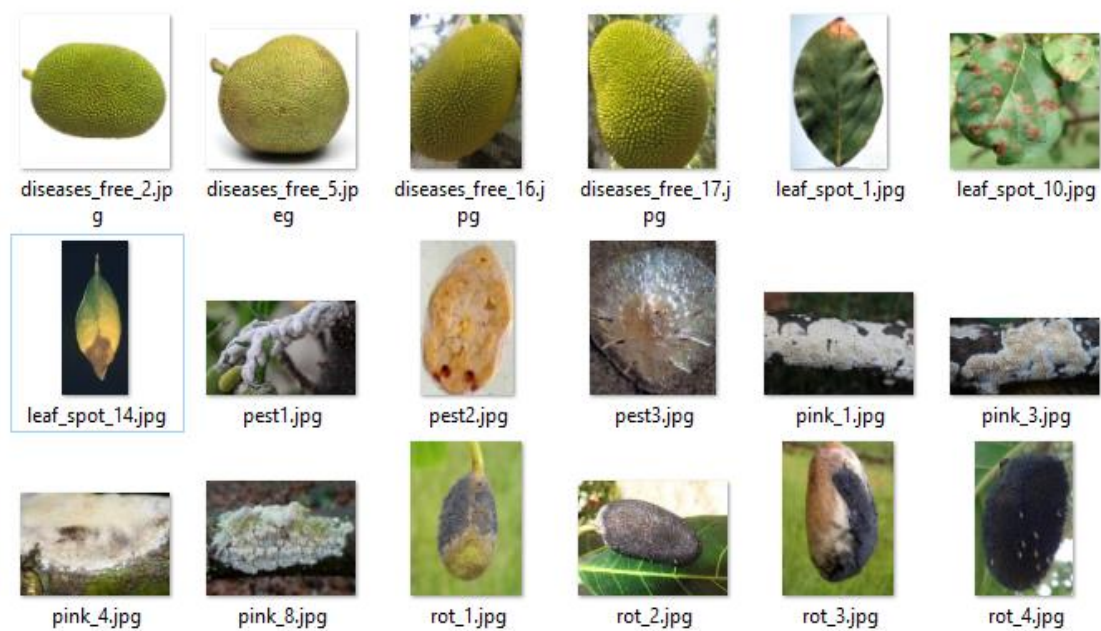 diseases_free_2.jp
g
diseases_free_5.jp
eg
diseases_free_16.j
pg
diseases_free_17.j
pg
leaf_spot_1.jpg
leaf_spot_10.jpg
leaf_spot_14.jpg
pest1.jpg
pest2.jpg
pest3.jpg
pink_1.jpg
pink_3.jpg
pink_4.jpg
pink_8.jpg
rot_1.jpg
rot_2.jpg
rot_3.jpg
rot_4.jpg